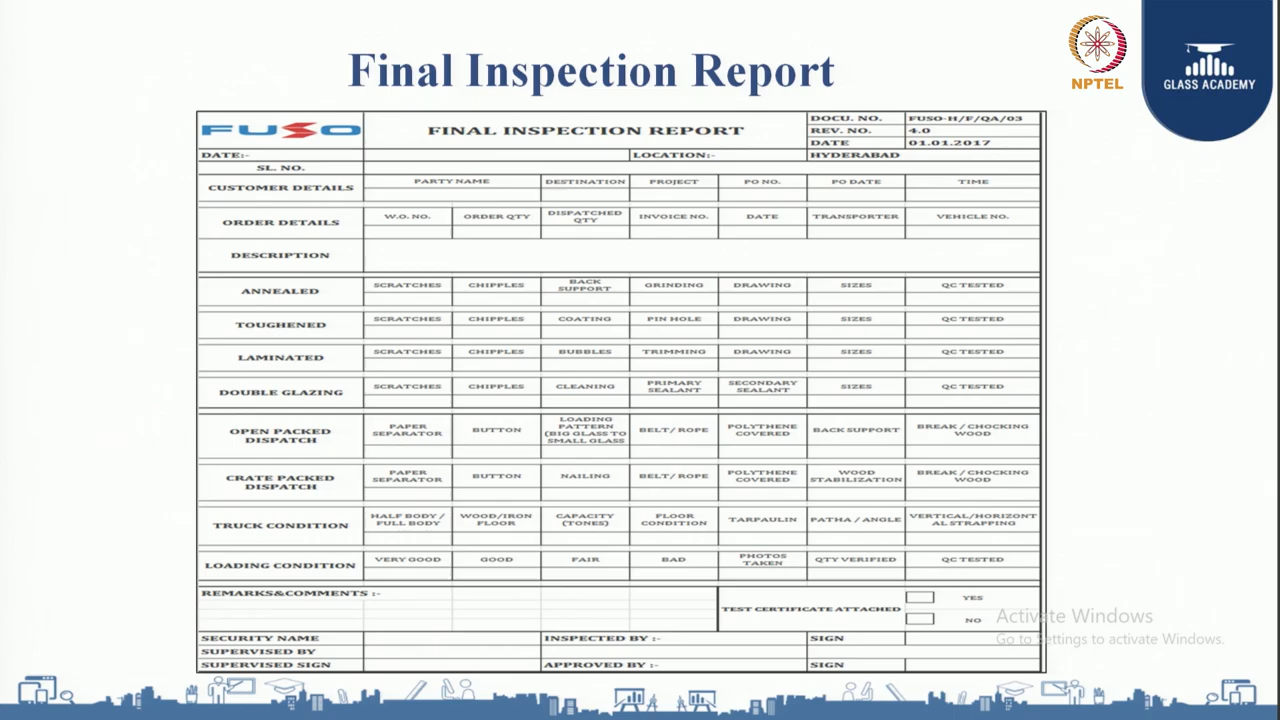 Final Inspection Report
NPTEL
GLASS ACADEMY
FUSO
FINAL INSPECTION REPORT
DOCU. NO. FUSO-H/F/QA/03
REV. NO. 4.0
DATE 01.01.2017
DATE:- LOCATION:- HYDERABAD
SL. NO.
CUSTOMER DETAILS PARTY NAME DESTINATION PROJECT PO NO. PO DATE TIME
ORDER DETAILS W.O. NO. ORDER QTY DISPATCHED QTY INVOICE NO. DATE TRANSPORTER VEHICLE NO.
DESCRIPTION
ANNEALED SCRATCHES CHIPPLES BACK SUPPORT GRINDING DRAWING SIZES QC TESTED
TOUGHENED SCRATCHES CHIPPLES COATING PIN HOLE DRAWING SIZES QC TESTED
LAMINATED SCRATCHES CHIPPLES BUBBLES TRIMMING DRAWING SIZES QC TESTED
DOUBLE GLAZING SCRATCHES CHIPPLES CLEANING PRIMARY SEALANT SECONDARY SEALANT SIZES QC TESTED
OPEN PACKED DISPATCH PAPER SEPARATOR BUTTON LOADING PATTERN (BIG GLASS TO SMALL GLASS BELT/ ROPE POLYTHENE COVERED BACK SUPPORT BREAK / CHOCKING WOOD
CRATE PACKED DISPATCH PAPER SEPARATOR BUTTON NAILING BELT/ ROPE POLYTHENE COVERED WOOD STABILIZATION BREAK / CHOCKING WOOD
TRUCK CONDITION HALF BODY / FULL BODY WOOD/IRON FLOOR CAPACITY (TONES) FLOOR CONDITION TARPAULIN PATHA / ANGLE VERTICAL/HORIZONT AL STRAPPING
LOADING CONDITION VERY GOOD GOOD FAIR BAD PHOTOS TAKEN QTY VERIFIED QC TESTED
REMARKS&COMMENTS :-
TEST CERTIFICATE ATTACHED YES
NO
SECURITY NAME INSPECTED BY :- SIGN
SUPERVISED BY
SUPERVISED SIGN APPROVED BY :- SIGN
Activate Windows
Go to Settings to activate Windows.